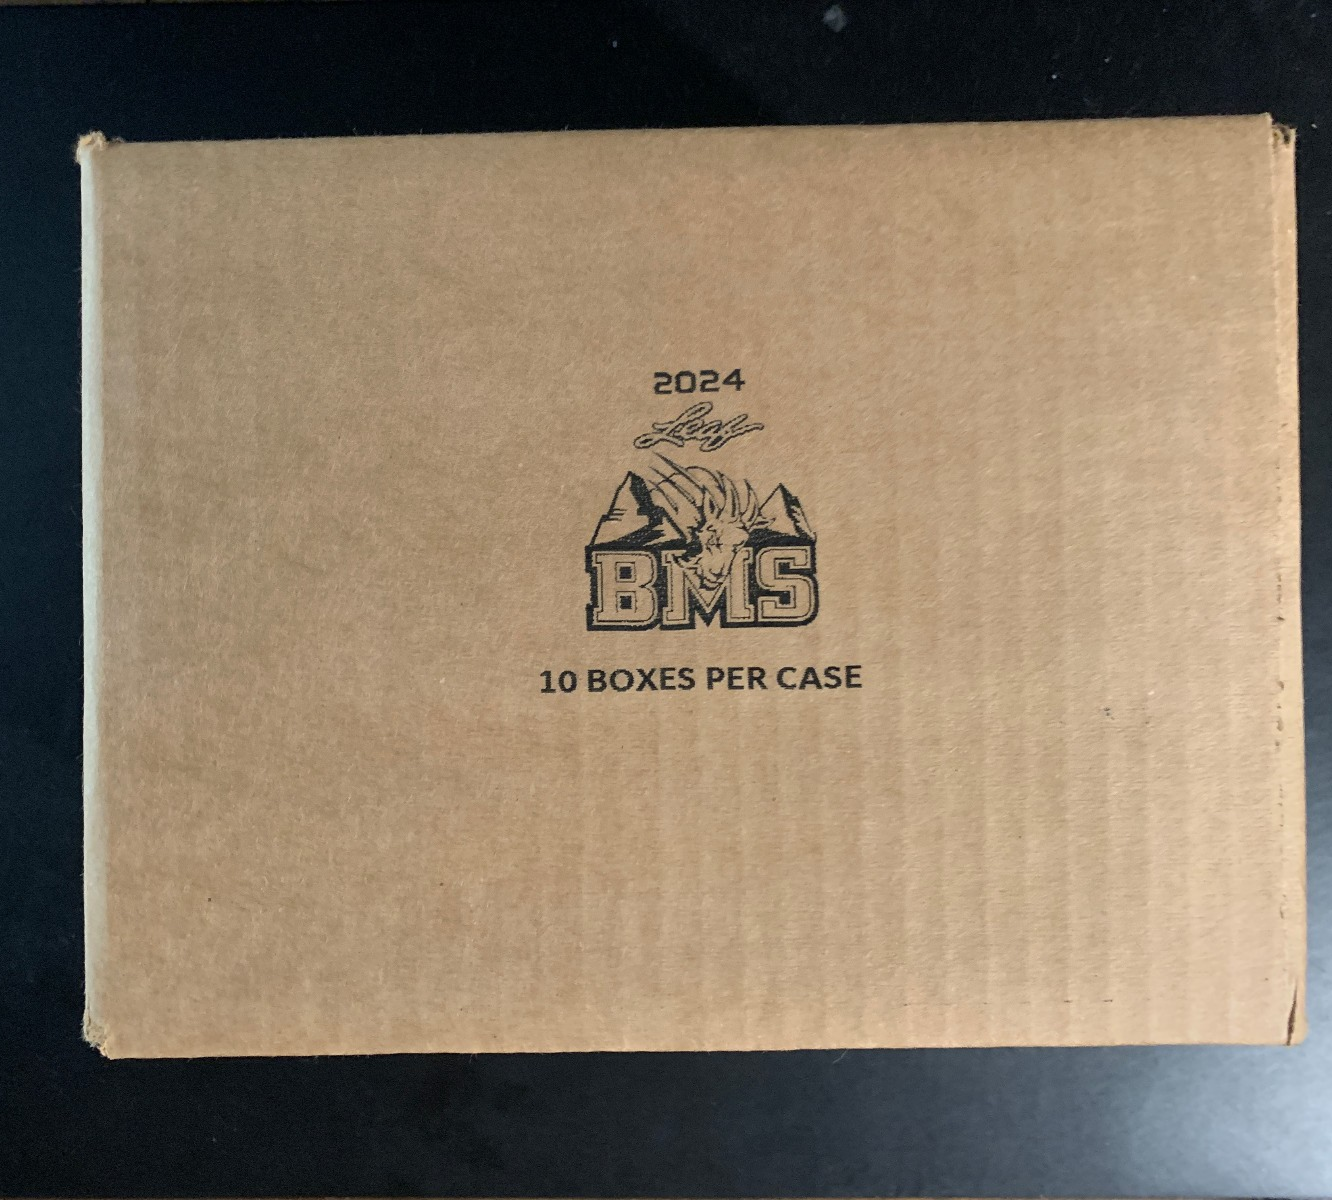 2024
Leaf
BMS
10 BOXES PER CASE